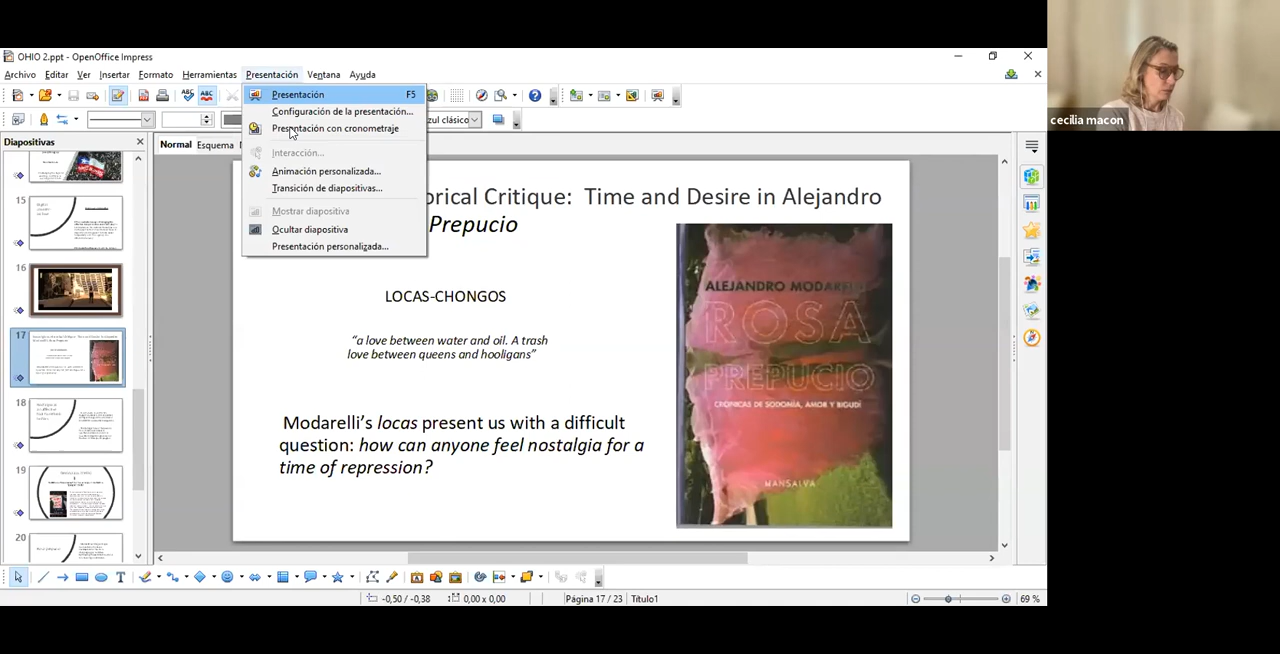 OHIO 2.ppt - OpenOffice Impress
cecilia macon
Archivo Editar Ver Insertar Formato Herramientas Presentación Ventana Ayuda
Presentación F5
Configuración de la presentación...
Presentación con cronometraje
Interacción...
Animación personalizada...
Transición de diapositivas...
Mostrar diapositiva
Ocultar diapositiva
Presentación personalizada...
zul clásico
Diapositivas
Normal Esquema
15
16
17
18
19
20
orical Critique: Time and Desire in Alejandro
Prepucio
LOCAS-CHONGOS
“a love between water and oil. A trash
love between queens and hooligans”
Modarelli’s locas present us with a difficult
question: how can anyone feel nostalgia for a
time of repression?
ALEJANDRO MODARELLI
ROSA
PREPUCIO
CRÓNICAS DE SODOMÍA, AMOR Y BIGUDÍ
MANSALVA
-0,50 / -0,38 0,00 x 0,00 Página 17 / 23 Título1 69 %